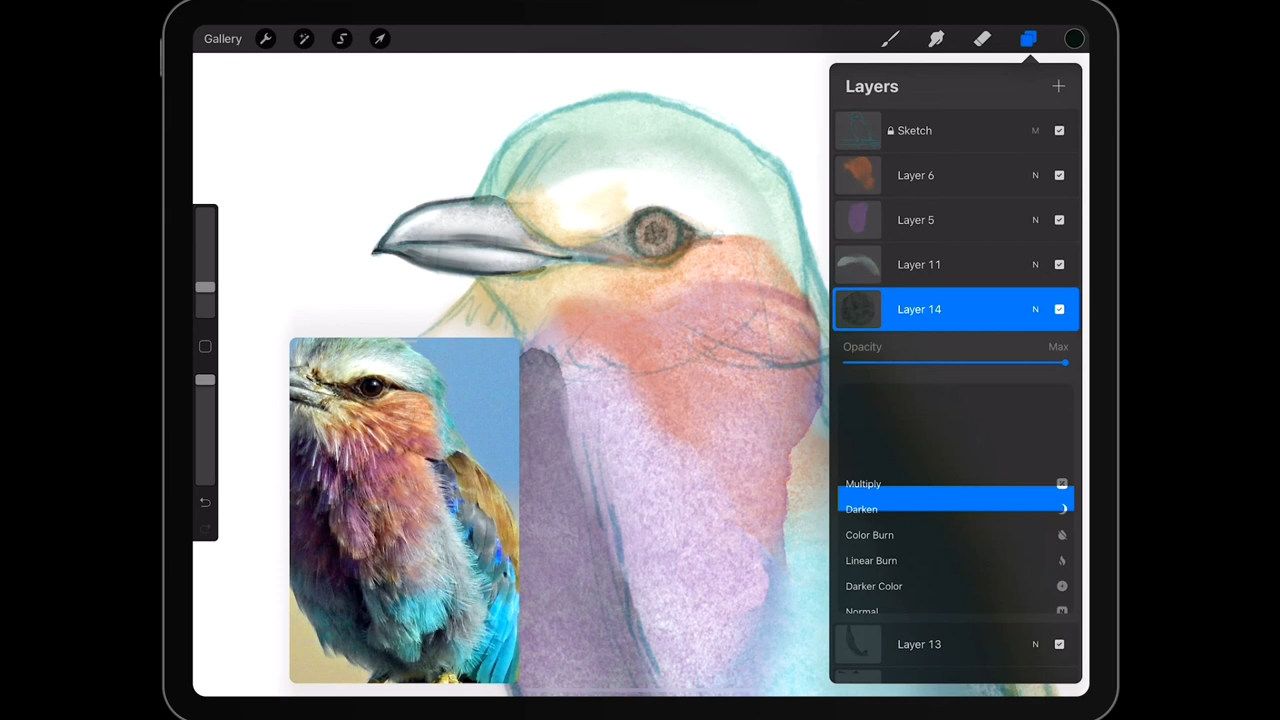 Gallery
Layers
Sketch M
Layer 6 N
Layer 5 N
Layer 11 N
Layer 14 N
Opacity Max
Multiply
Darken
Color Burn
Linear Burn
Darker Color
Normal
Layer 13 N